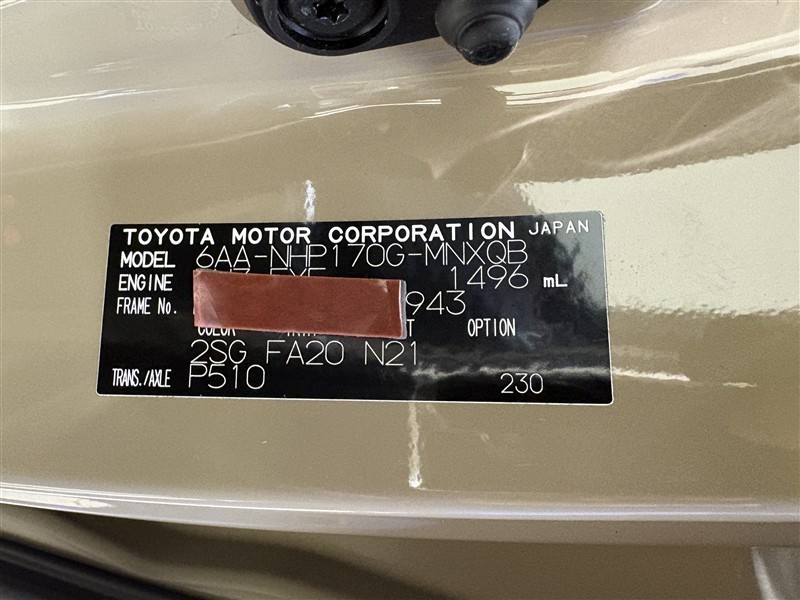 TOYOTA MOTOR CORPORATION JAPAN
MODEL 6AA-NHP170G-MNXQB
ENGINE 1496 mL
FRAME No. 943
COLOR OPTION
2SG FA20 N21
TRANS./AXLE P510 230